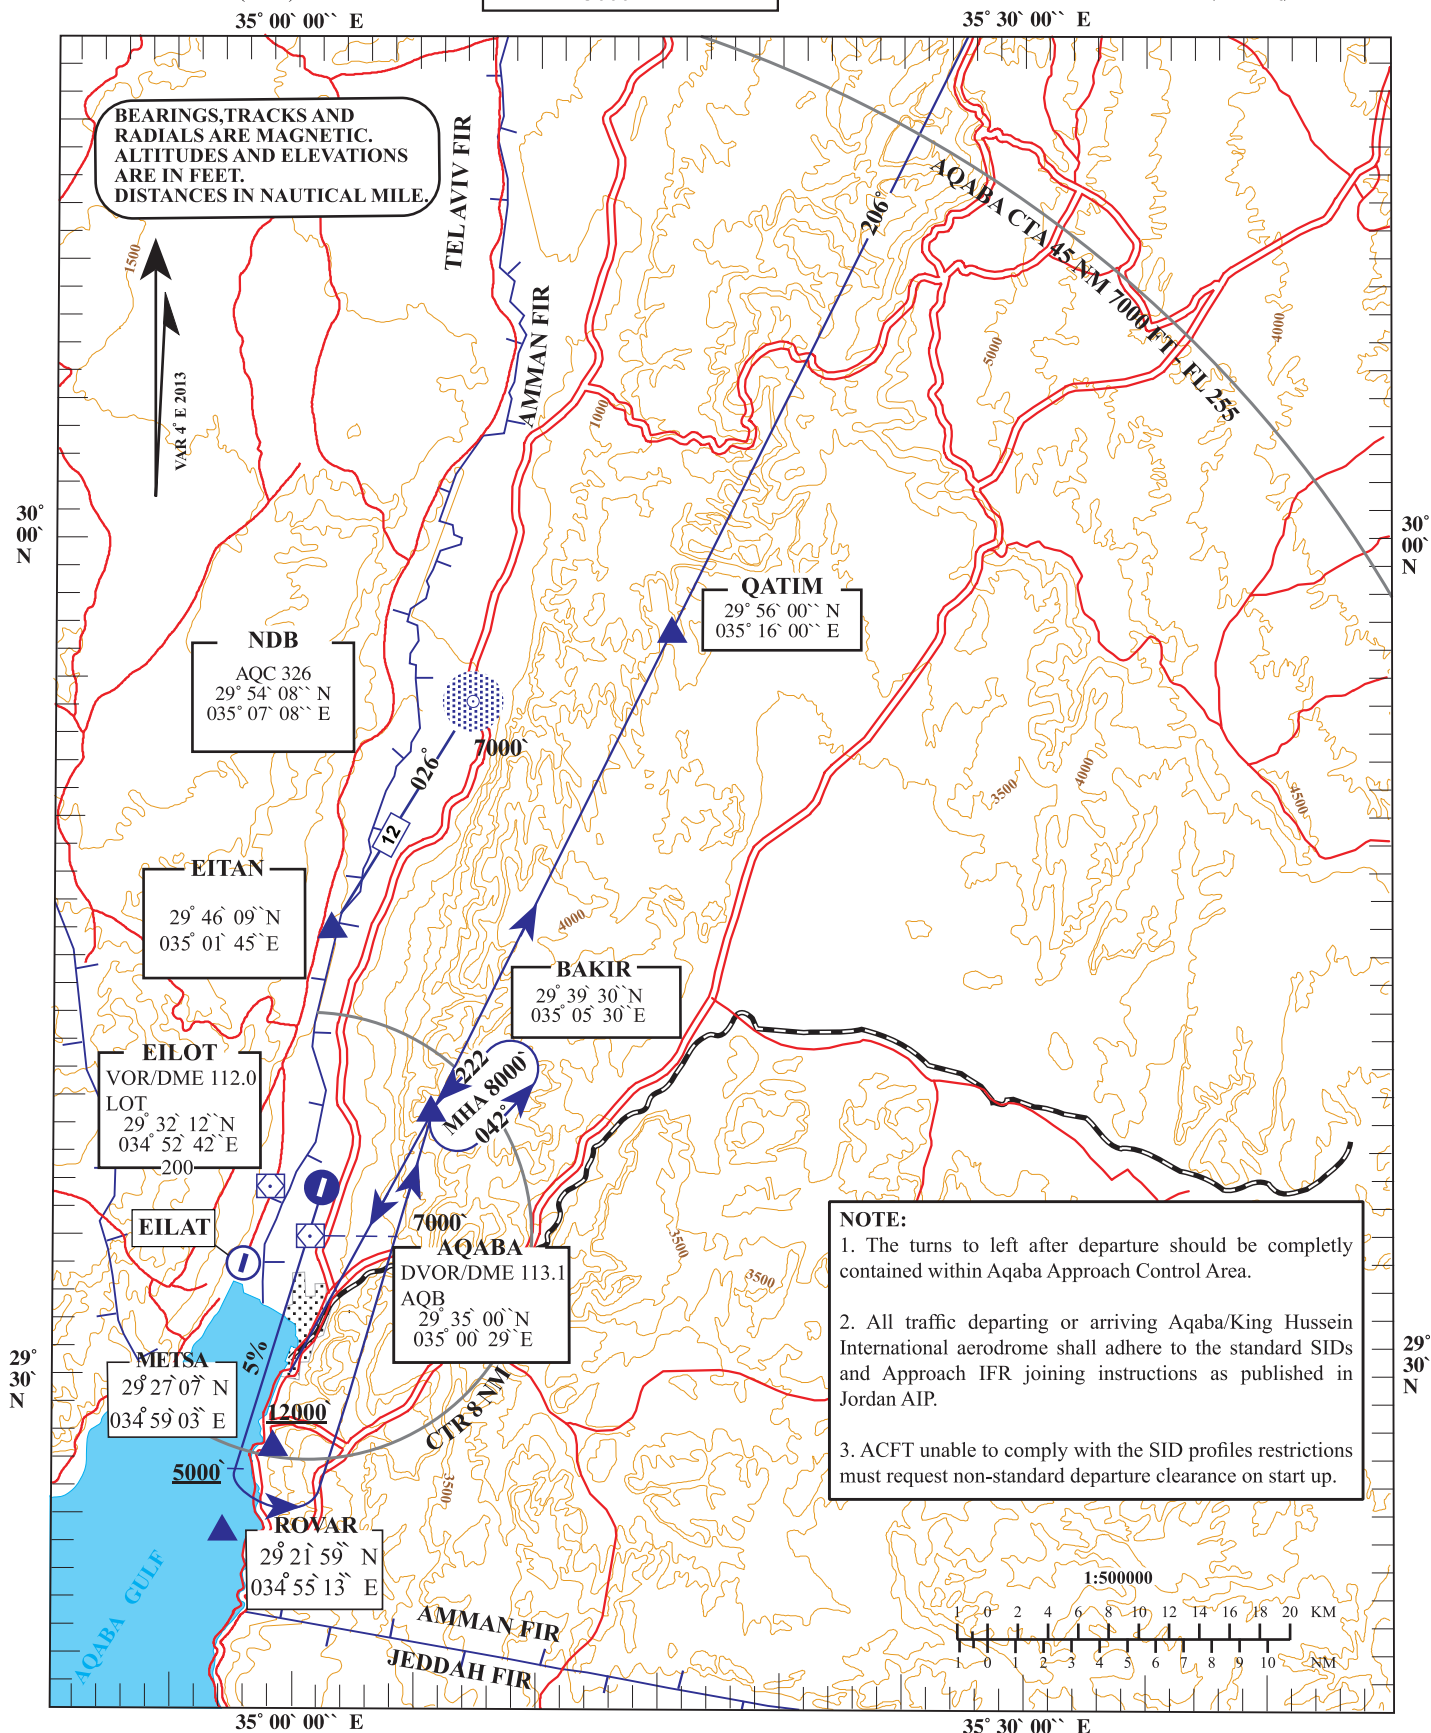 35° 00` 00`` E
35° 30` 00`` E
BEARINGS,TRACKS AND
RADIALS ARE MAGNETIC.
ALTITUDES AND ELEVATIONS
ARE IN FEET.
DISTANCES IN NAUTICAL MILE.
TEL AVIV FIR
AMMAN FIR
206°
AQABA CTA 45 NM 7000 FT - FL 255
1500
VAR 4° E 2013
1000
5000
4000
30°
00`
N
30°
00`
N
QATIM
29° 56` 00`` N
035° 16` 00`` E
NDB
AQC 326
29° 54` 08`` N
035° 07` 08`` E
7000`
026°
12
3500
4000
4500
EITAN
29° 46` 09`` N
035° 01` 45`` E
4000
BAKIR
29° 39` 30`` N
035° 05` 30`` E
222
MHA 8000`
042°
EILOT
VOR/DME 112.0
LOT
29° 32` 12`` N
034° 52` 42`` E
200
EILAT
7000`
AQABA
DVOR/DME 113.1
AQB
29° 35` 00`` N
035° 00` 29`` E
3500
3500
NOTE:
1. The turns to left after departure should be completly
contained within Aqaba Approach Control Area.
2. All traffic departing or arriving Aqaba/King Hussein
International aerodrome shall adhere to the standard SIDs
and Approach IFR joining instructions as published in
Jordan AIP.
3. ACFT unable to comply with the SID profiles restrictions
must request non-standard departure clearance on start up.
29°
30`
N
29°
30`
N
5%
METSA
29° 27` 07`` N
034° 59` 03`` E
12000`
CTR 8 NM
5000`
3500
ROVAR
29° 21` 59`` N
034° 55` 13`` E
AQABA GULF
AMMAN FIR
JEDDAH FIR
1:500000
1 0 2 4 6 8 10 12 14 16 18 20 KM
1 0 1 2 3 4 5 6 7 8 9 10 NM
35° 00` 00`` E
35° 30` 00`` E